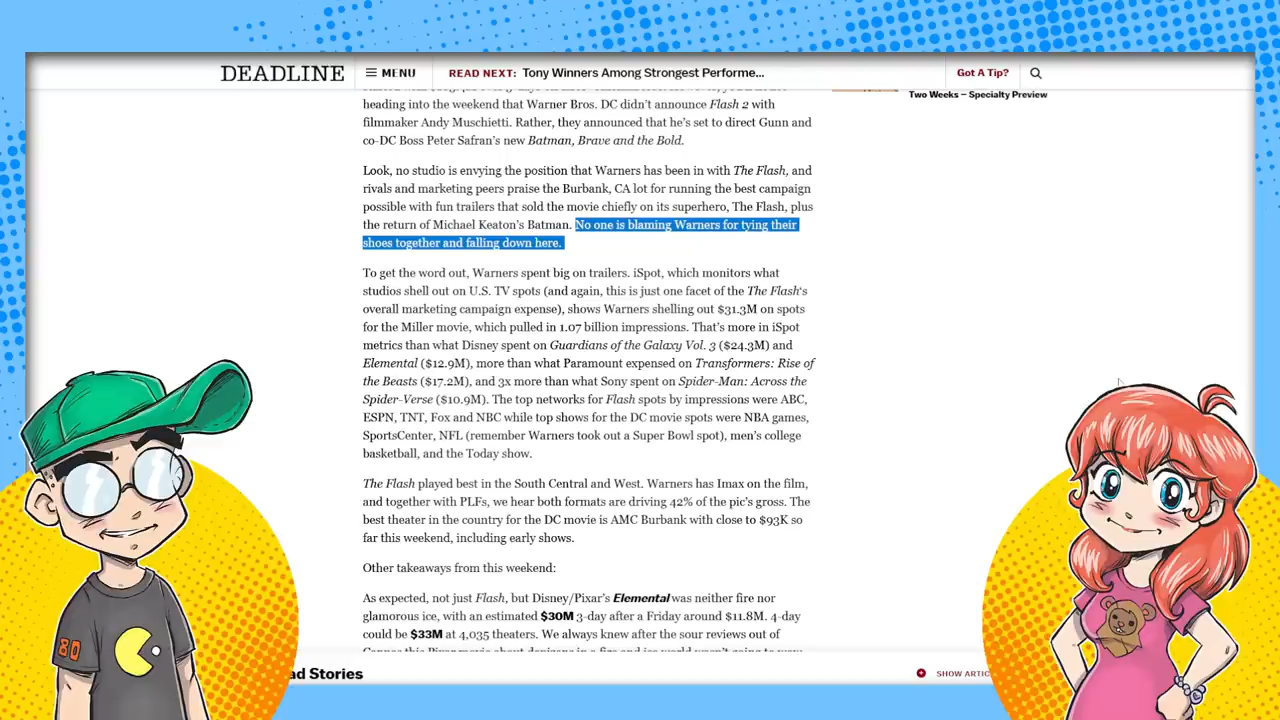 DEADLINE
MENU
READ NEXT: Tony Winners Among Strongest Performe...
Got A Tip?
Two Weeks – Specialty Preview
heading into the weekend that Warner Bros. DC didn't announce Flash 2 with
filmmaker Andy Muschietti. Rather, they announced that he's set to direct Gunn and
co-DC Boss Peter Safran's new Batman, Brave and the Bold.
Look, no studio is envying the position that Warners has been in with The Flash, and
rivals and marketing peers praise the Burbank, CA lot for running the best campaign
possible with fun trailers that sold the movie chiefly on its superhero, The Flash, plus
the return of Michael Keaton's Batman. No one is blaming Warners for tying their
shoes together and falling down here.
To get the word out, Warners spent big on trailers. iSpot, which monitors what
studios shell out on U.S. TV spots (and again, this is just one facet of the The Flash's
overall marketing campaign expense), shows Warners shelling out $31.3M on spots
for the Miller movie, which pulled in 1.07 billion impressions. That's more in iSpot
metrics than what Disney spent on Guardians of the Galaxy Vol. 3 ($24.3M) and
Elemental ($12.9M), more than what Paramount expensed on Transformers: Rise of
the Beasts ($17.2M), and 3x more than what Sony spent on Spider-Man: Across the
Spider-Verse ($10.9M). The top networks for Flash spots by impressions were ABC,
ESPN, TNT, Fox and NBC while top shows for the DC movie spots were NBA games,
SportsCenter, NFL (remember Warners took out a Super Bowl spot), men's college
basketball, and the Today show.
The Flash played best in the South Central and West. Warners has Imax on the film,
and together with PLFs, we hear both formats are driving 42% of the pic's gross. The
best theater in the country for the DC movie is AMC Burbank with close to $93K so
far this weekend, including early shows.
Other takeaways from this weekend:
As expected, not just Flash, but Disney/Pixar's Elemental was neither fire nor
glamorous ice, with an estimated $30M 3-day after a Friday around $11.8M. 4-day
could be $33M at 4,035 theaters. We always knew after the sour reviews out of
Stories
SHOW
80